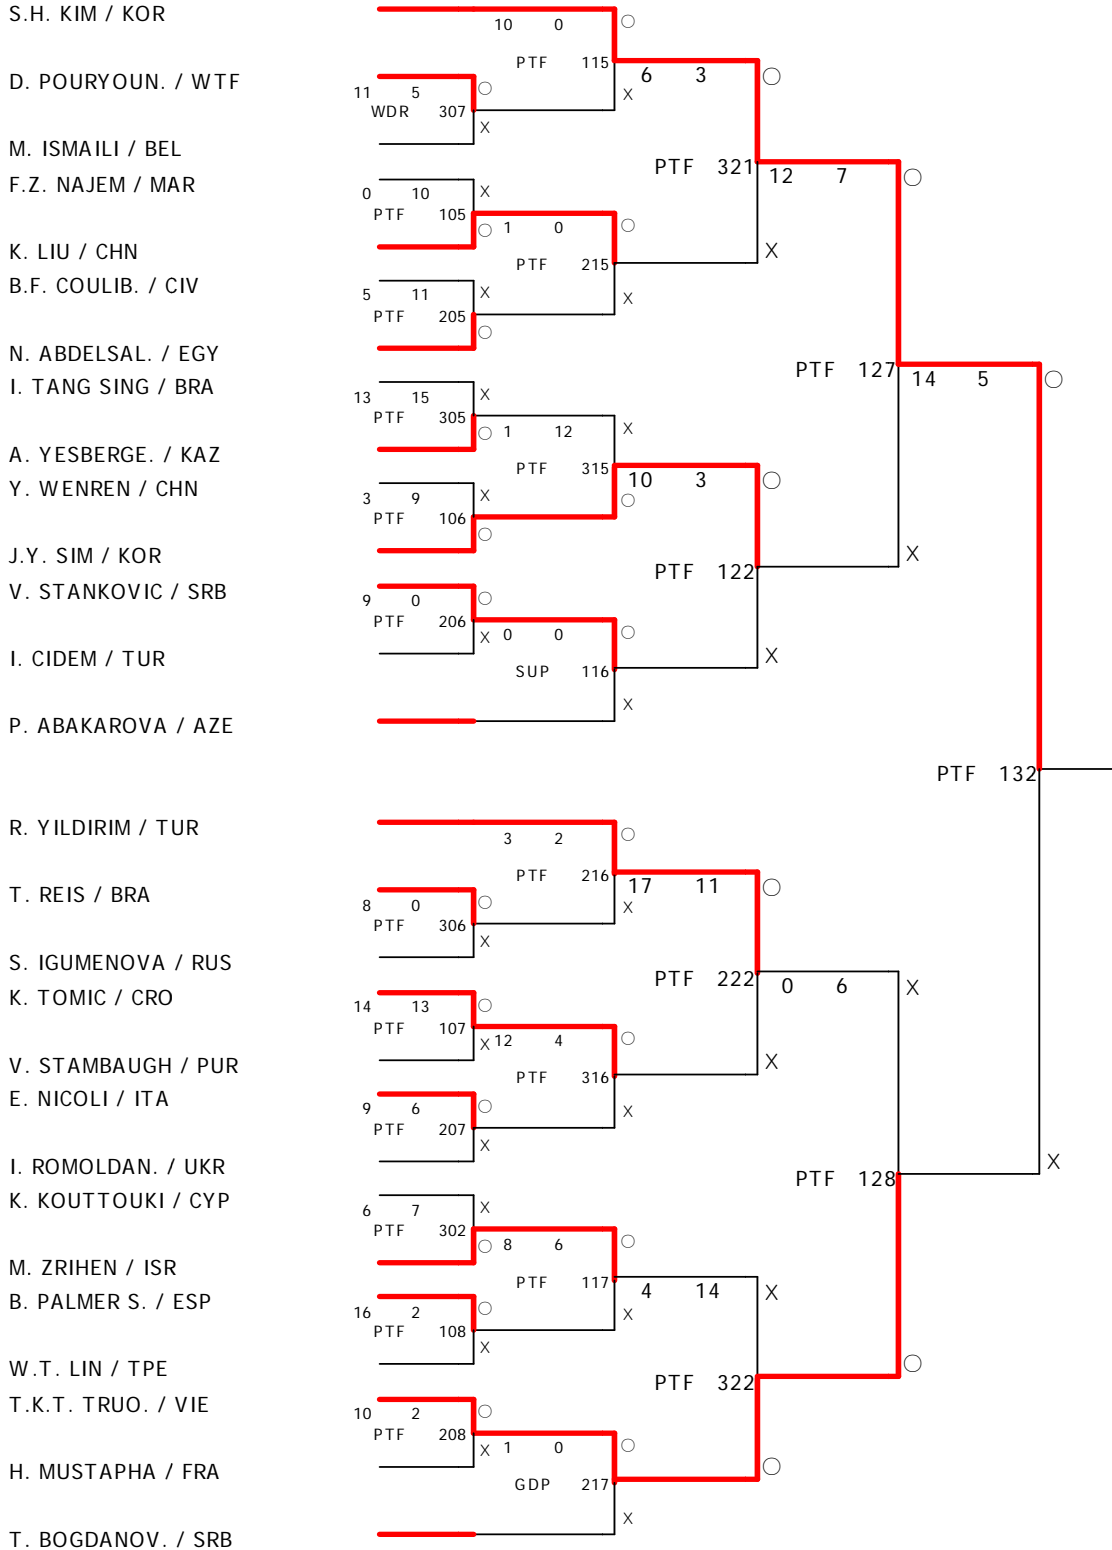 S.H. KIM / KOR
10 0
PTF 115
6 3
D. POURYOUN. / WTF
11 5
WDR 307
X
X
M. ISMAILI / BEL
PTF 321
12 7
F.Z. NAJEM / MAR
0 10
X
PTF 105
1 0
K. LIU / CHN
PTF 215
X
B.F. COULIB. / CIV
5 11
X
X
PTF 205
N. ABDELSAL. / EGY
PTF 127
14 5
I. TANG SING / BRA
13 15
X
PTF 305
1 12
X
A. YESBERGE. / KAZ
PTF 315
10 3
Y. WENREN / CHN
3 9
X
PTF 106
J.Y. SIM / KOR
X
PTF 122
V. STANKOVIC / SRB
9 0
PTF 206
X
0 0
I. CIDEM / TUR
X
SUP 116
X
P. ABAKAROVA / AZE
PTF 132
R. YILDIRIM / TUR
3 2
PTF 216
17 11
T. REIS / BRA
8 0
X
PTF 306
X
S. IGUMENOVA / RUS
PTF 222
0 6
X
K. TOMIC / CRO
14 13
PTF 107
X
12 4
V. STAMBAUGH / PUR
X
PTF 316
E. NICOLI / ITA
9 6
X
PTF 207
X
I. ROMOLDAN. / UKR
X
PTF 128
K. KOUTTOUKI / CYP
6 7
X
PTF 302
8 6
M. ZRIHEN / ISR
PTF 117
4 14
X
B. PALMER S. / ESP
16 2
X
PTF 108
X
W.T. LIN / TPE
PTF 322
T.K.T. TRUO. / VIE
10 2
PTF 208
X
1 0
H. MUSTAPHA / FRA
GDP 217
X
T. BOGDANOV. / SRB